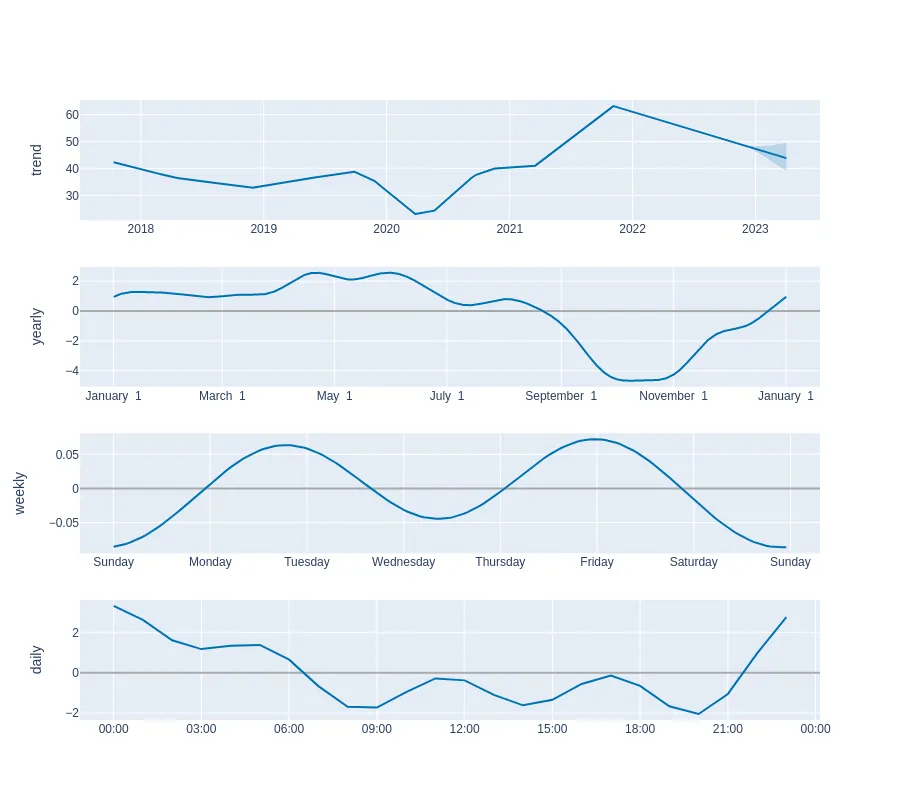 trend
60
50
40
30
2018 2019 2020 2021 2022 2023
yearly
2
0
−2
−4
January 1 March 1 May 1 July 1 September 1 November 1 January 1
weekly
0.05
0
−0.05
Sunday Monday Tuesday Wednesday Thursday Friday Saturday Sunday
daily
2
0
−2
00:00 03:00 06:00 09:00 12:00 15:00 18:00 21:00 00:00